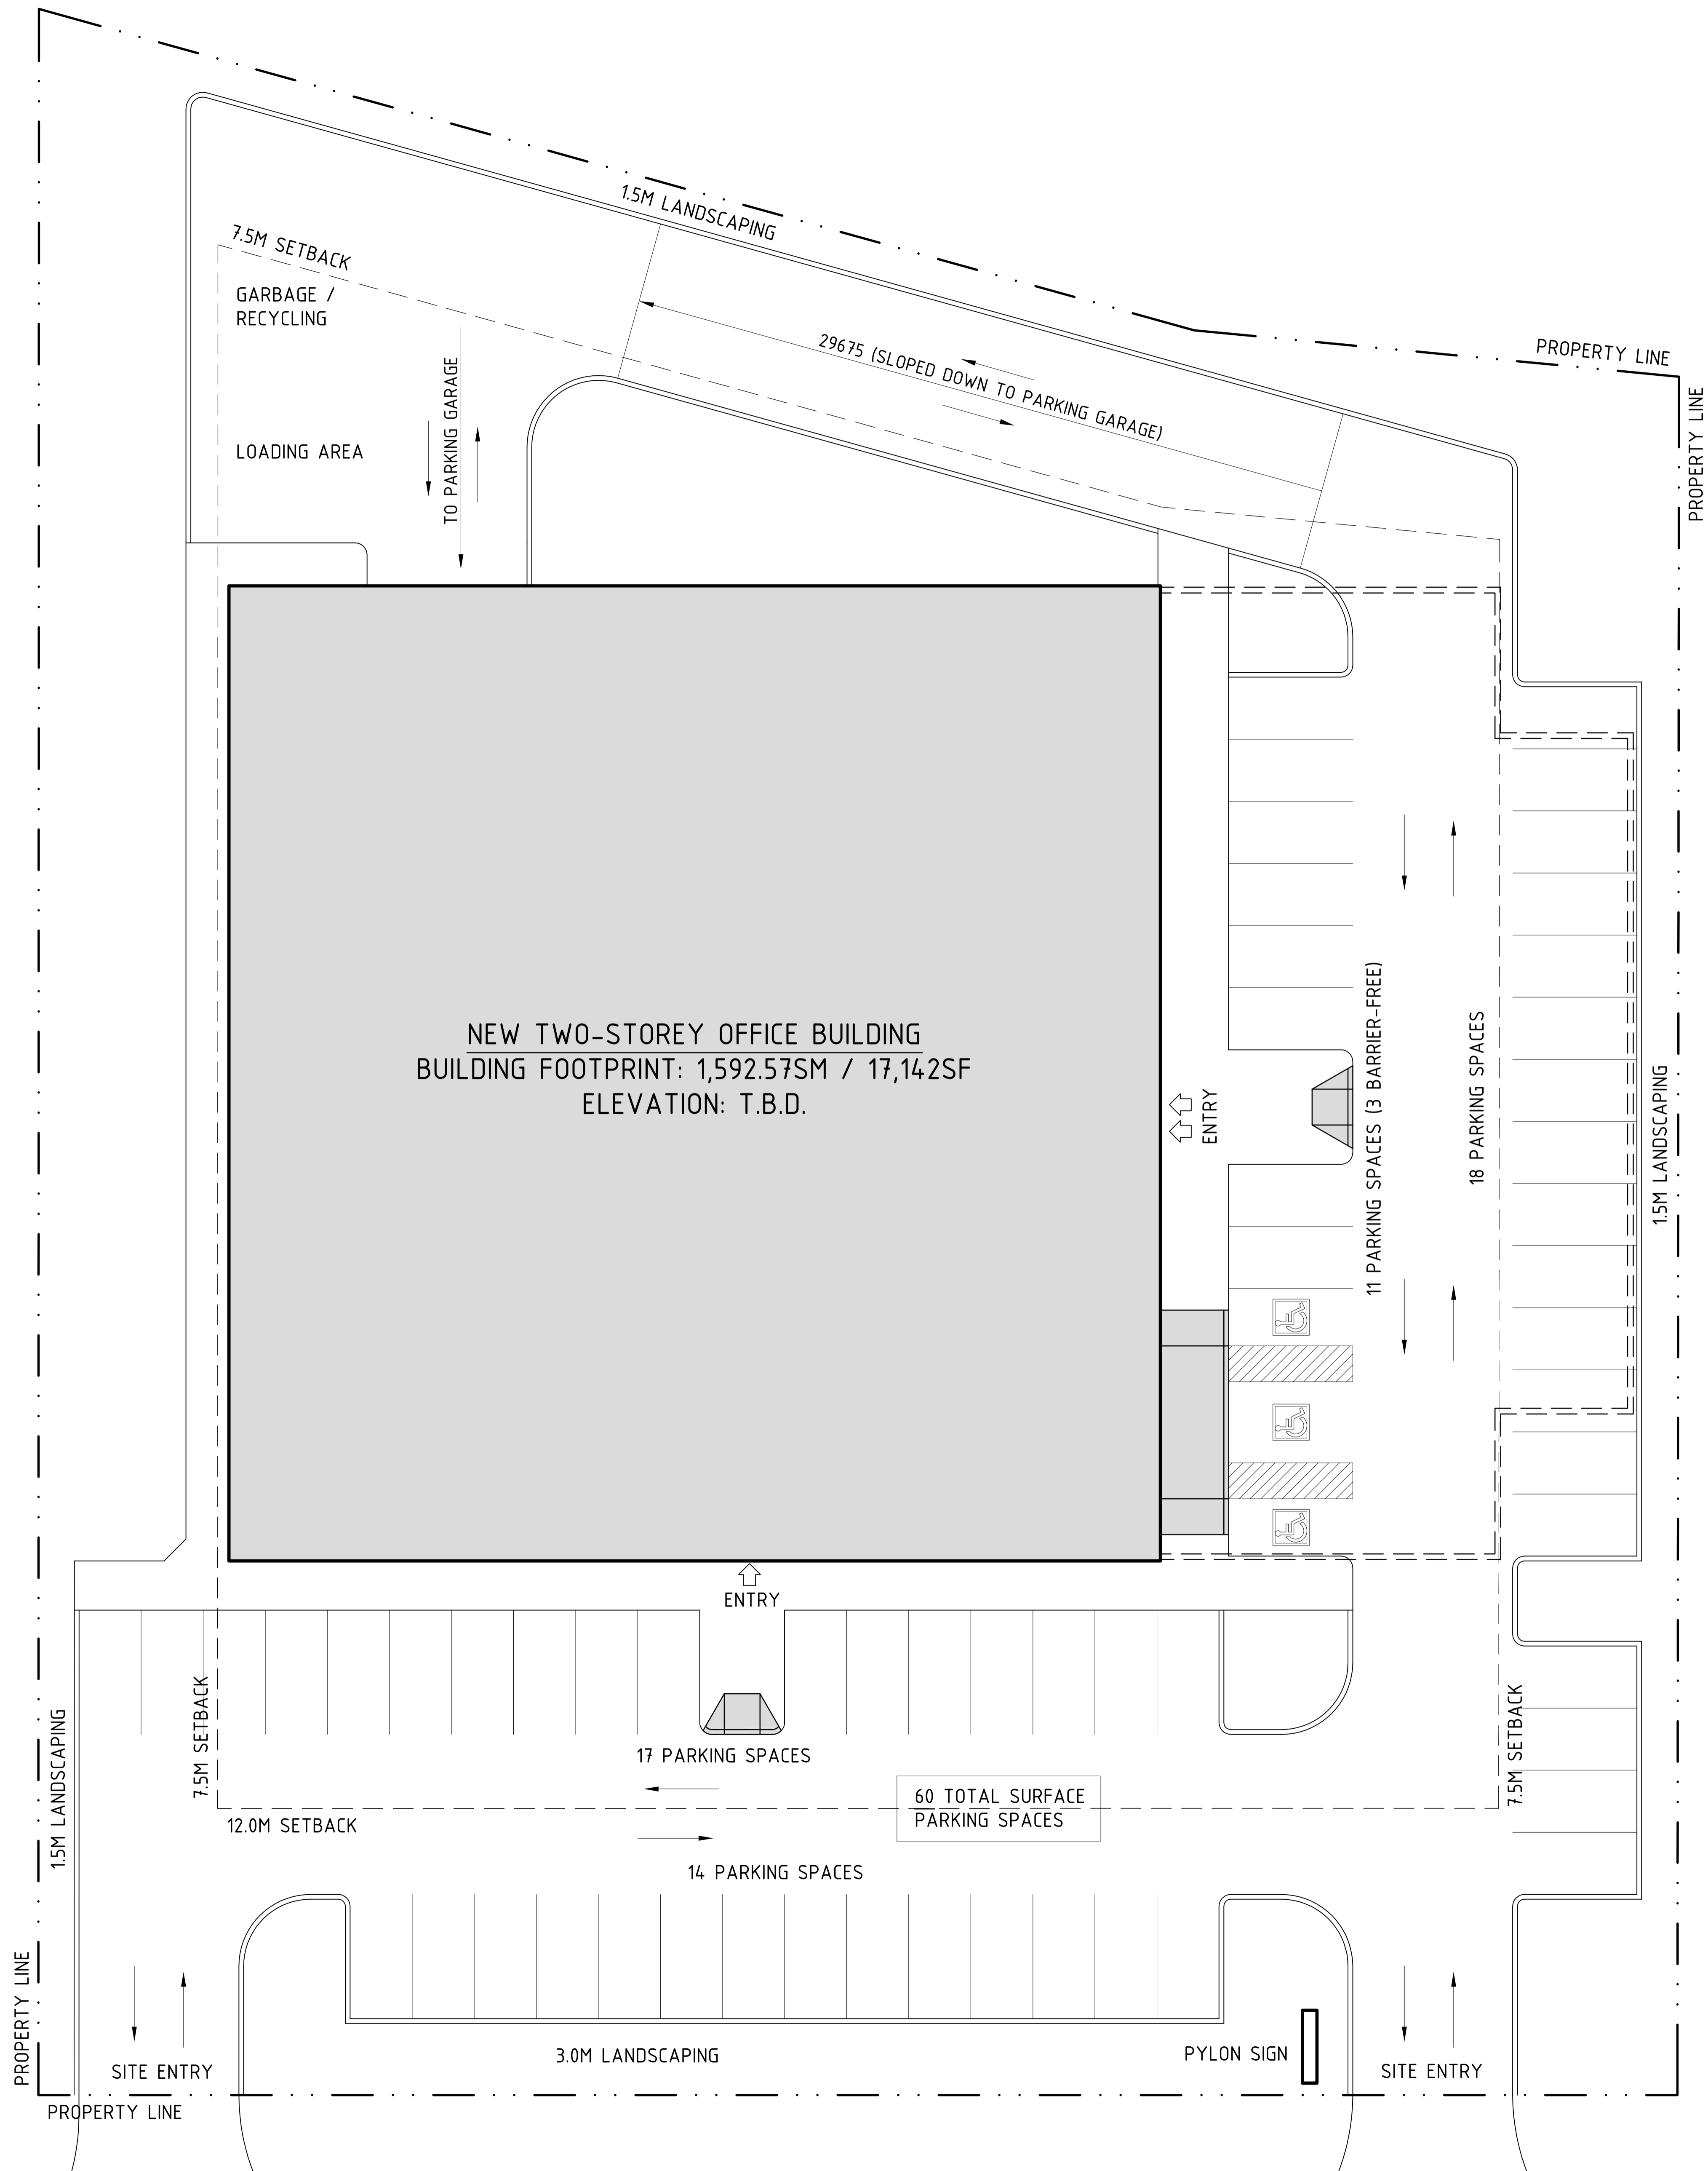 1.5M LANDSCAPING
7.5M SETBACK
GARBAGE /
RECYCLING
PROPERTY LINE
PROPERTY LINE
29675 (SLOPED DOWN TO PARKING GARAGE)
TO PARKING GARAGE
LOADING AREA
NEW TWO-STOREY OFFICE BUILDING
BUILDING FOOTPRINT: 1,592.57SM / 17,142SF
ELEVATION: T.B.D.
ENTRY
11 PARKING SPACES (3 BARRIER-FREE)
18 PARKING SPACES
1.5M LANDSCAPING
ENTRY
1.5M LANDSCAPING
7.5M SETBACK
17 PARKING SPACES
7.5M SETBACK
60 TOTAL SURFACE
PARKING SPACES
12.0M SETBACK
14 PARKING SPACES
PROPERTY LINE
SITE ENTRY
3.0M LANDSCAPING
PYLON SIGN
SITE ENTRY
PROPERTY LINE